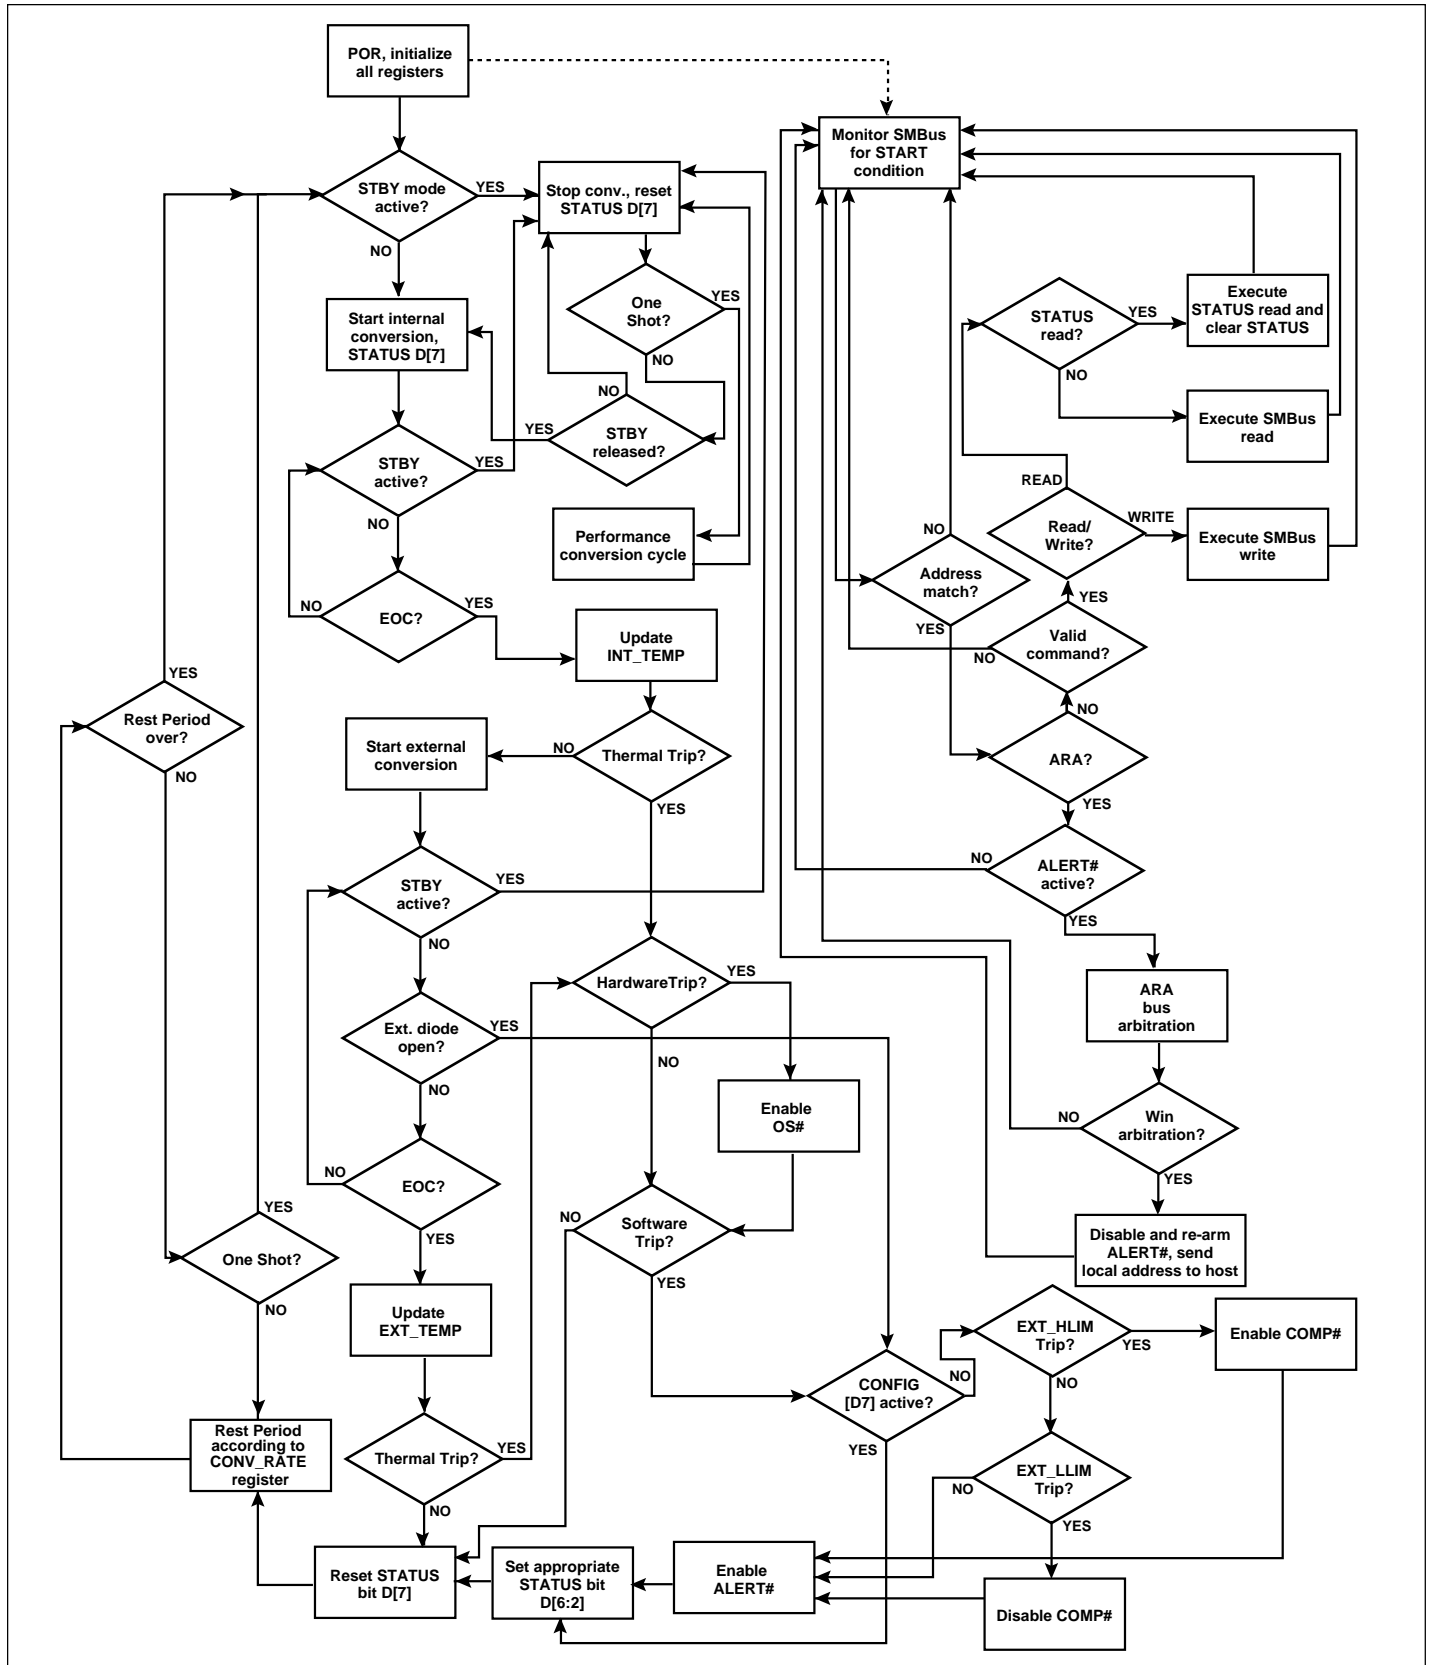 POR, initialize
all registers
Monitor SMBus
for START
condition
STBY mode
active?
YES
NO
Stop conv., reset
STATUS D[7]
One
Shot?
YES
NO
Start internal
conversion,
STATUS D[7]
NO
YES
STBY
released?
STBY
active?
YES
NO
Performance
conversion cycle
EOC?
NO
YES
Update
INT_TEMP
STATUS
read?
YES
NO
Execute
STATUS read and
clear STATUS
Execute SMBus
read
READ
Read/
Write?
WRITE
Execute SMBus
write
NO
Address
match?
YES
YES
Valid
command?
NO
NO
ARA?
YES
YES
Rest Period
over?
NO
Start external
conversion
NO
Thermal Trip?
YES
NO
ALERT#
active?
YES
STBY
active?
YES
NO
HardwareTrip?
YES
NO
ARA
bus
arbitration
Ext. diode
open?
YES
NO
Enable
OS#
NO
Win
arbitration?
YES
NO
EOC?
YES
NO
Software
Trip?
YES
YES
One Shot?
NO
Disable and re-arm
ALERT#, send
local address to host
Update
EXT_TEMP
EXT_HLIM
Trip?
YES
NO
Enable COMP#
CONFIG
[D7] active?
NO
YES
Rest Period
according to
CONV_RATE
register
Thermal Trip?
YES
NO
EXT_LLIM
Trip?
NO
YES
Reset STATUS
bit D[7]
Set appropriate
STATUS bit
D[6:2]
Enable
ALERT#
Disable COMP#